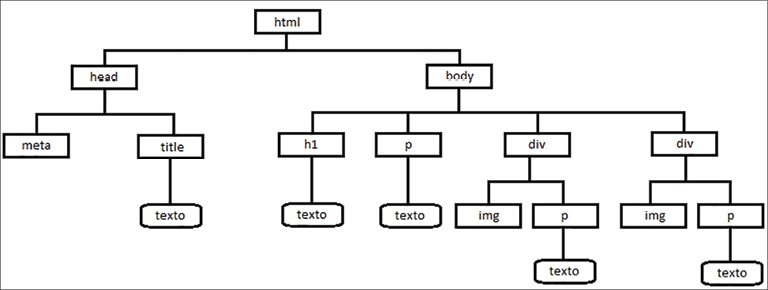 html
head
body
meta
title
h1
p
div
div
texto
texto
texto
img
p
img
p
texto
texto